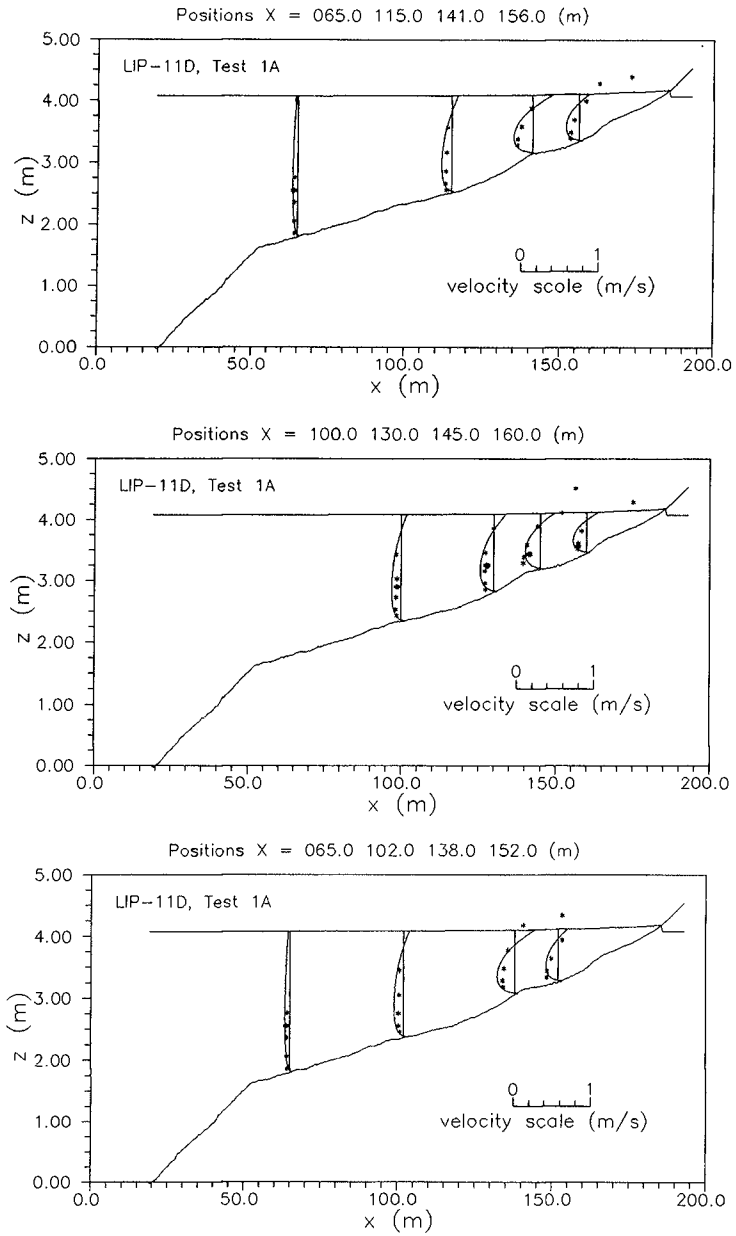 Positions X = 065.0 115.0 141.0 156.0 (m)
5.00
LIP-11D, Test 1A
4.00
3.00
z (m)
2.00
0 1
velocity scale (m/s)
1.00
0.00
0.0 50.0 100.0 150.0 200.0
x (m)
Positions X = 100.0 130.0 145.0 160.0 (m)
5.00
LIP-11D, Test 1A
4.00
3.00
z (m)
2.00
0 1
velocity scale (m/s)
1.00
0.00
0.0 50.0 100.0 150.0 200.0
x (m)
Positions X = 065.0 102.0 138.0 152.0 (m)
5.00
LIP-11D, Test 1A
4.00
3.00
z (m)
2.00
0 1
velocity scale (m/s)
1.00
0.00
0.0 50.0 100.0 150.0 200.0
x (m)